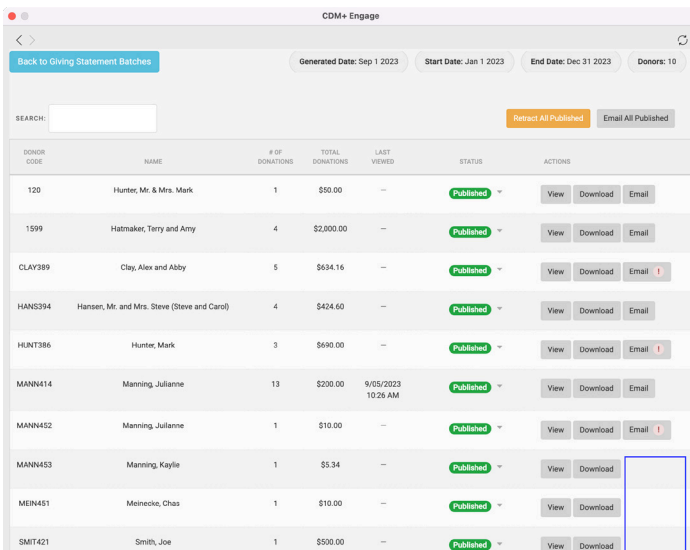 CDM+ Engage
Back to Giving Statement Batches Generated Date: Sep 1 2023 Start Date: Jan 1 2023 End Date: Dec 31 2023 Donors: 10
SEARCH: Retract All Published Email All Published
DONOR CODE NAME # OF DONATIONS TOTAL DONATIONS LAST VIEWED STATUS ACTIONS
120 Hunter, Mr. & Mrs. Mark 1 $50.00 — Published View Download Email
1599 Hatmaker, Terry and Amy 4 $2,000.00 — Published View Download Email
CLAY389 Clay, Alex and Abby 5 $634.16 — Published View Download Email !
HANS394 Hansen, Mr. and Mrs. Steve (Steve and Carol) 4 $424.60 — Published View Download Email
HUNT386 Hunter, Mark 3 $690.00 — Published View Download Email !
MANN414 Manning, Julianne 13 $200.00 9/05/2023 10:26 AM Published View Download Email
MANN452 Manning, Juilanne 1 $10.00 — Published View Download Email !
MANN453 Manning, Kaylie 1 $5.34 — Published View Download
MEIN451 Meinecke, Chas 1 $10.00 — Published View Download
SMIT421 Smith, Joe 1 $500.00 — Published View Download